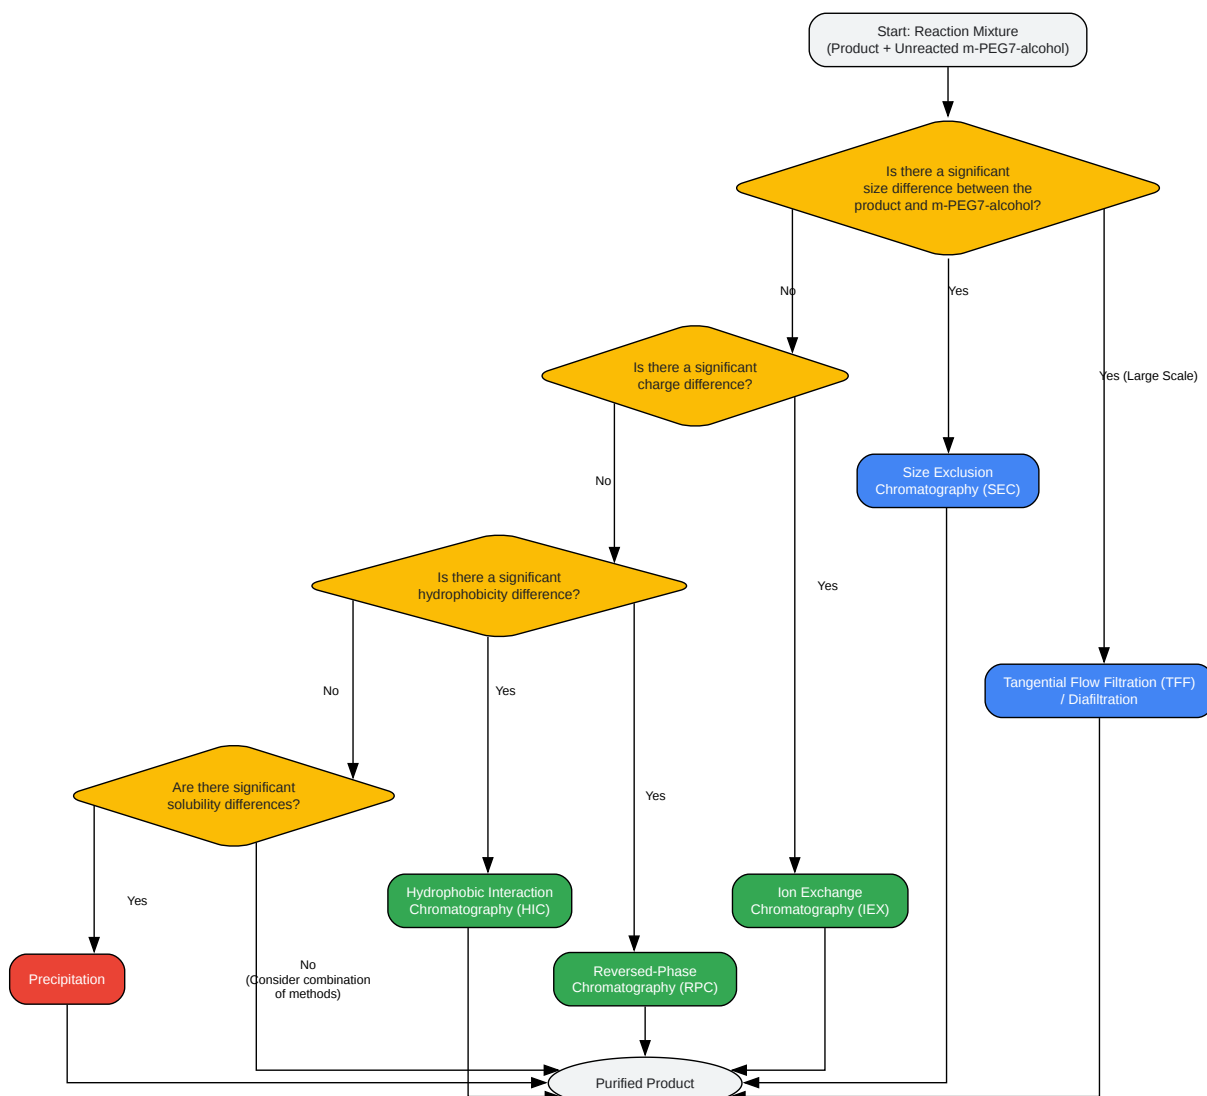 Start: Reaction Mixture
(Product + Unreacted m-PEG7-alcohol)
Is there a significant
size difference between the
product and m-PEG7-alcohol?
No
Yes
Yes (Large Scale)
Is there a significant
charge difference?
No
Yes
Size Exclusion
Chromatography (SEC)
Is there a significant
hydrophobicity difference?
No
Yes
Yes
Tangential Flow Filtration (TFF)
/ Diafiltration
Are there significant
solubility differences?
Yes
No
(Consider combination
of methods)
Hydrophobic Interaction
Chromatography (HIC)
Ion Exchange
Chromatography (IEX)
Precipitation
Reversed-Phase
Chromatography (RPC)
Purified Product